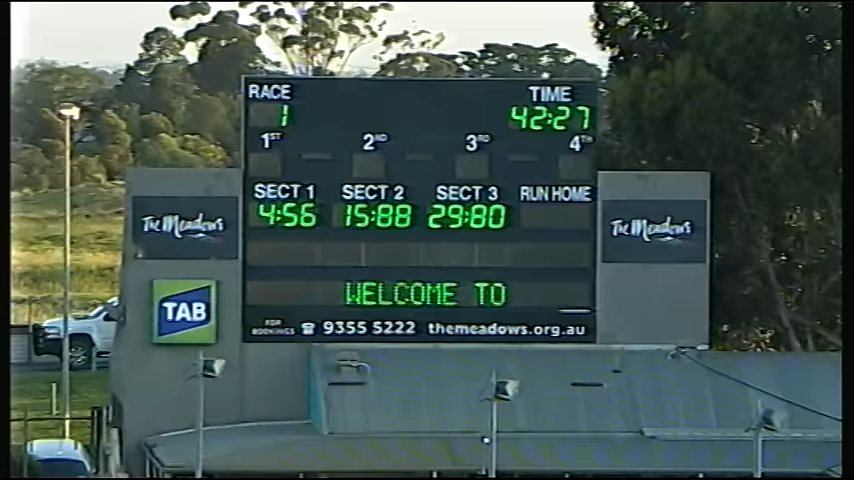 RACE TIME
1 42:27
1ST 2ND 3RD 4TH
SECT 1 SECT 2 SECT 3 RUN HOME
4:56 15:88 29:80
The Meadows
The Meadows
WELCOME TO
TAB
FOR BOOKINGS 9355 5222 themeadows.org.au